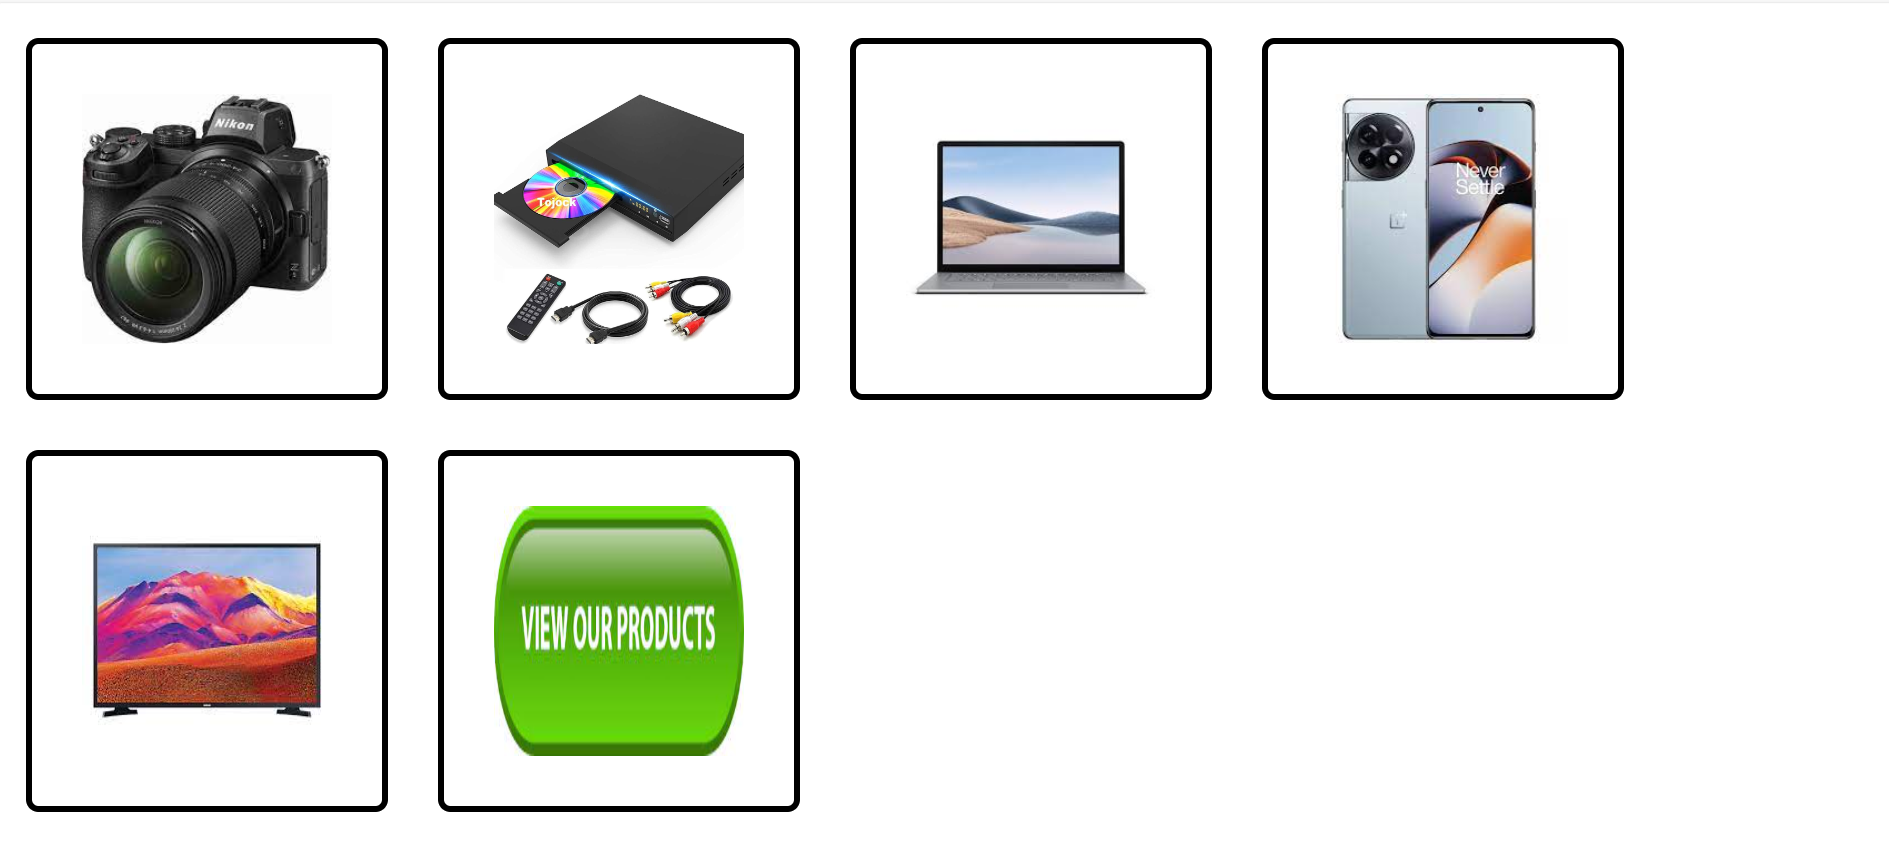 Nikon
Tojock
Never
Settle
VIEW OUR PRODUCTS